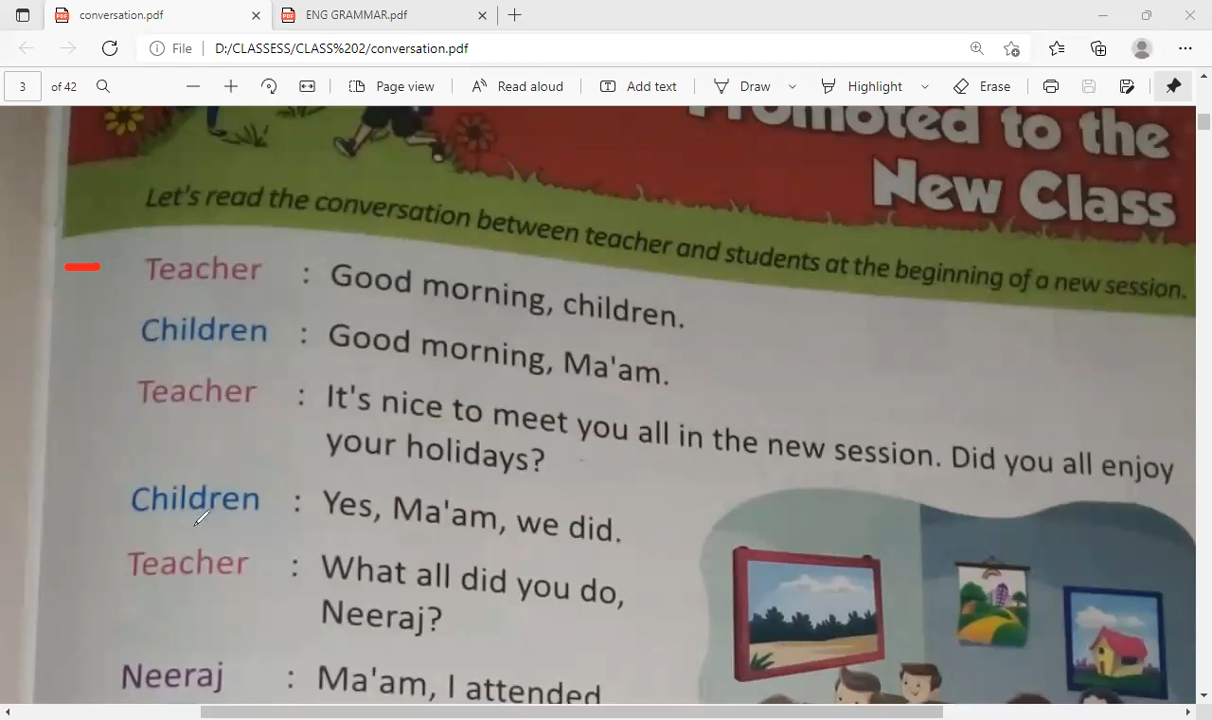 conversation.pdf
ENG GRAMMAR.pdf
File
D:/CLASSESS/CLASS%202/conversation.pdf
3 of 42
Page view
Read aloud
Add text
Draw
Highlight
Erase
Promoted to the
New Class
Let's read the conversation between teacher and students at the beginning of a new session.
Teacher : Good morning, children.
Children : Good morning, Ma'am.
Teacher : It's nice to meet you all in the new session. Did you all enjoy
your holidays?
Children : Yes, Ma'am, we did.
Teacher : What all did you do,
Neeraj?
Neeraj : Ma'am, I attended